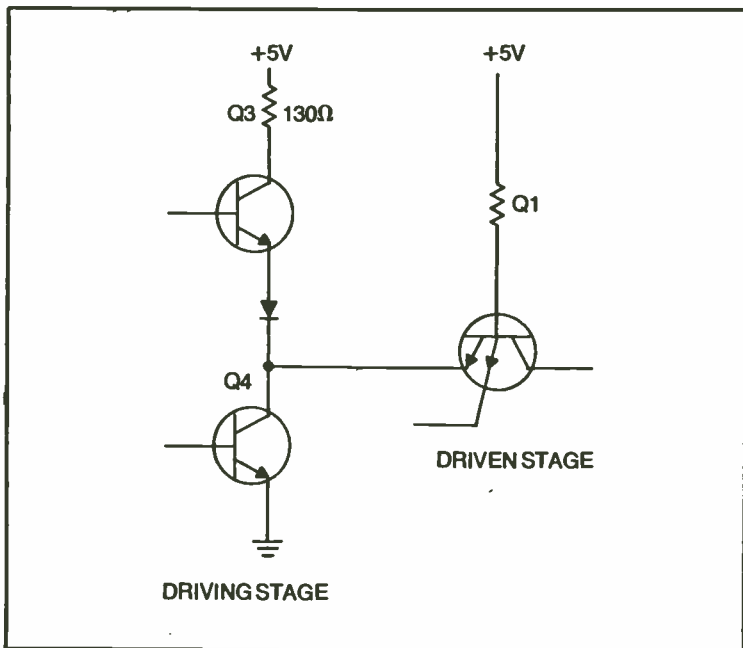 +5V
+5V
Q3 130Ω
Q1
Q4
DRIVEN STAGE
DRIVING STAGE